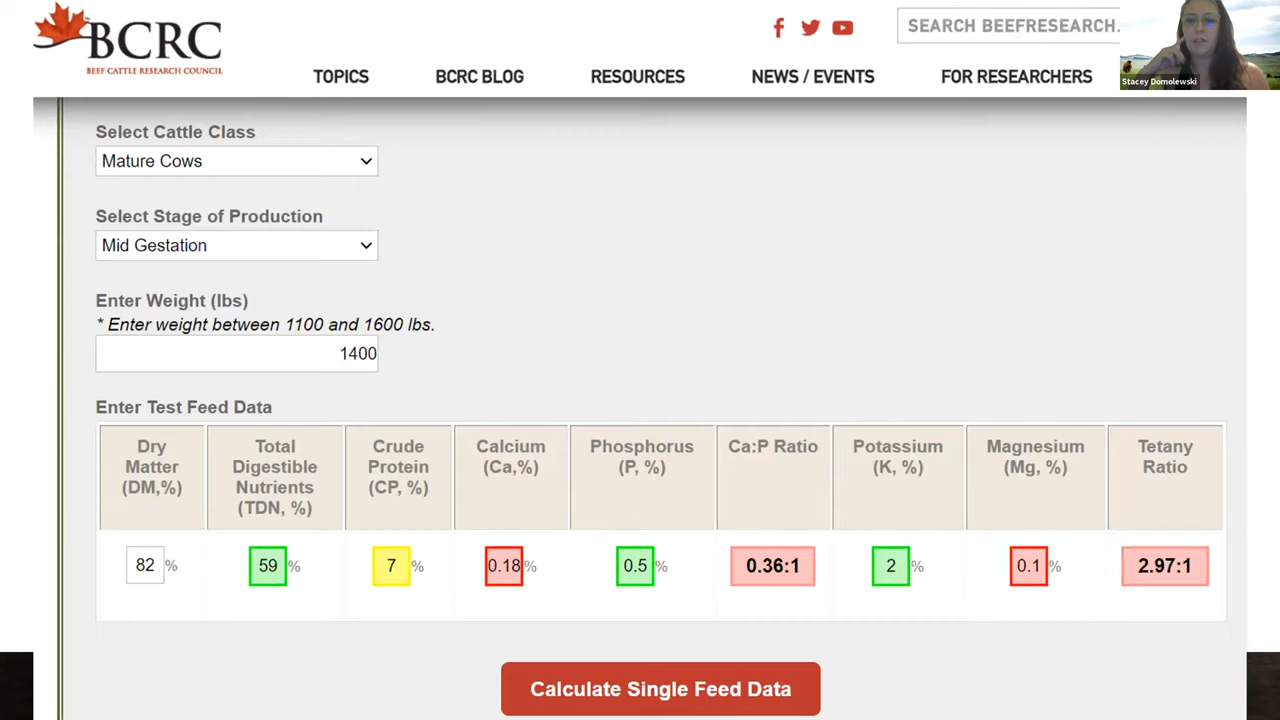 BCRC
BEEF CATTLE RESEARCH COUNCIL
SEARCH BEEFRESEARCH.
TOPICS
BCRC BLOG
RESOURCES
NEWS / EVENTS
FOR RESEARCHERS
Stacey Domolewski
Select Cattle Class
Mature Cows
Select Stage of Production
Mid Gestation
Enter Weight (lbs)
* Enter weight between 1100 and 1600 lbs.
1400
Enter Test Feed Data
Dry
Matter
(DM,%)
Total
Digestible
Nutrients
(TDN, %)
Crude
Protein
(CP, %)
Calcium
(Ca,%)
Phosphorus
(P, %)
Ca:P Ratio
Potassium
(K, %)
Magnesium
(Mg, %)
Tetany
Ratio
82 %
59 %
7 %
0.18 %
0.5 %
0.36:1
2 %
0.1 %
2.97:1
Calculate Single Feed Data